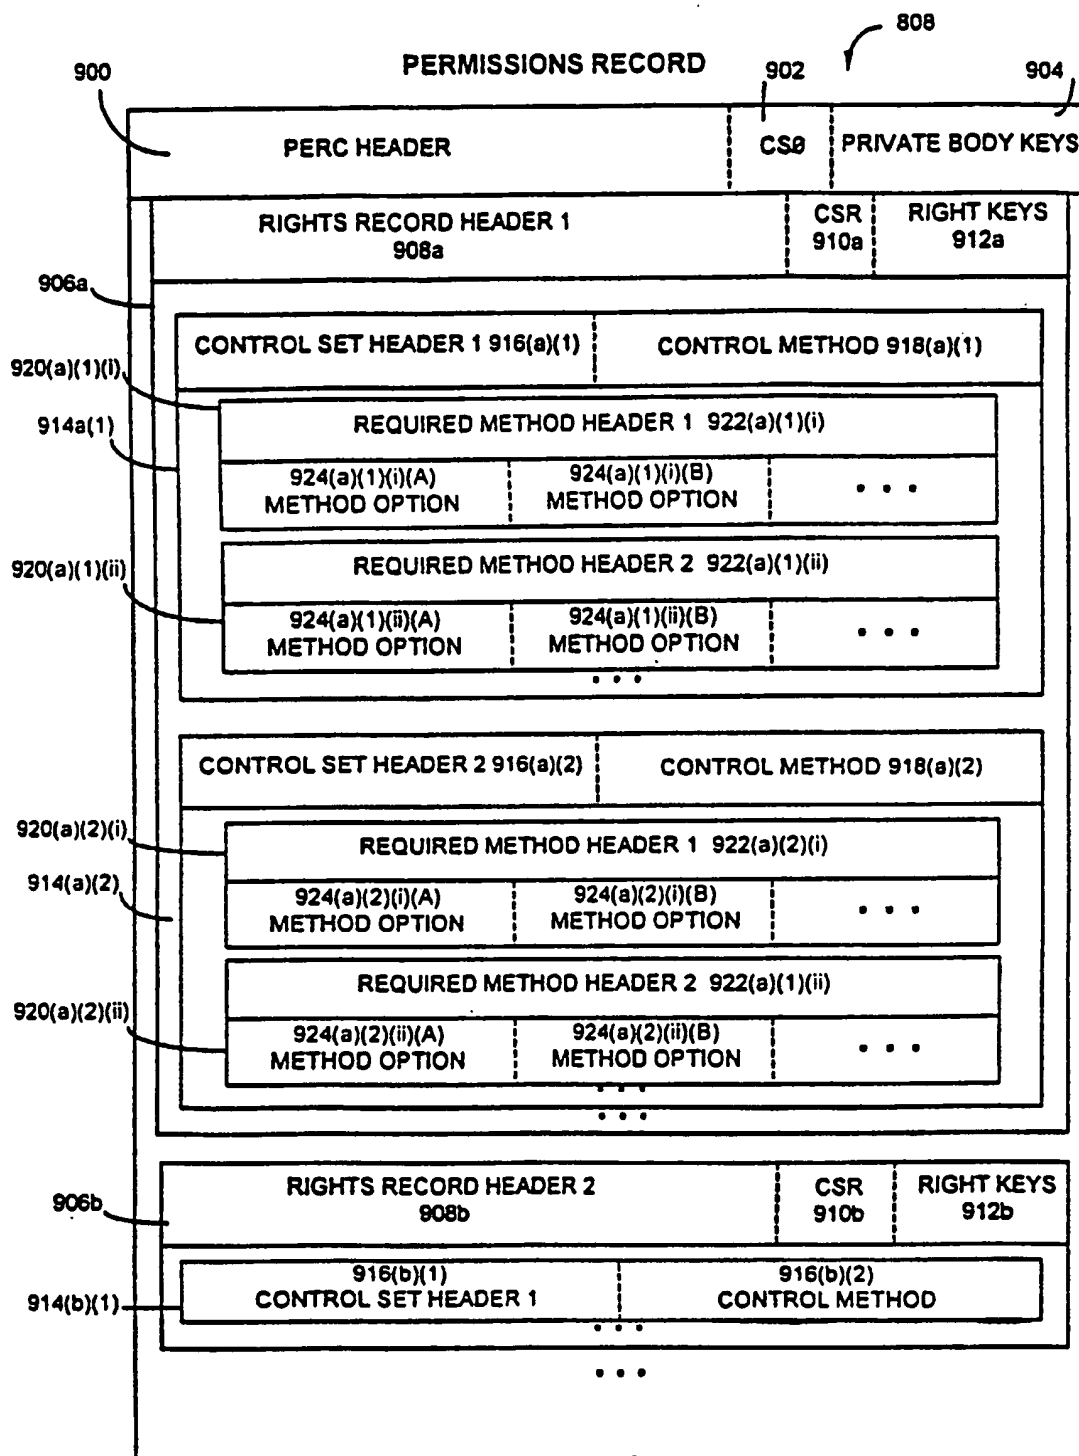 808
PERMISSIONS RECORD
900
902
904
PERC HEADER
CS0
PRIVATE BODY KEYS
RIGHTS RECORD HEADER 1
908a
CSR
910a
RIGHT KEYS
912a
906a
CONTROL SET HEADER 1 916(a)(1)
CONTROL METHOD 918(a)(1)
920(a)(1)(i)
REQUIRED METHOD HEADER 1 922(a)(1)(i)
914a(1)
924(a)(1)(i)(A)
METHOD OPTION
924(a)(1)(i)(B)
METHOD OPTION
• • •
920(a)(1)(ii)
REQUIRED METHOD HEADER 2 922(a)(1)(ii)
924(a)(1)(ii)(A)
METHOD OPTION
924(a)(1)(ii)(B)
METHOD OPTION
• • •
• • •
CONTROL SET HEADER 2 916(a)(2)
CONTROL METHOD 918(a)(2)
920(a)(2)(i)
REQUIRED METHOD HEADER 1 922(a)(2)(i)
914(a)(2)
924(a)(2)(i)(A)
METHOD OPTION
924(a)(2)(i)(B)
METHOD OPTION
• • •
REQUIRED METHOD HEADER 2 922(a)(1)(ii)
920(a)(2)(ii)
924(a)(2)(ii)(A)
METHOD OPTION
924(a)(2)(ii)(B)
METHOD OPTION
• • •
• • •
• • •
906b
RIGHTS RECORD HEADER 2
908b
CSR
910b
RIGHT KEYS
912b
914(b)(1)
916(b)(1)
CONTROL SET HEADER 1
916(b)(2)
CONTROL METHOD
• • •
• • •